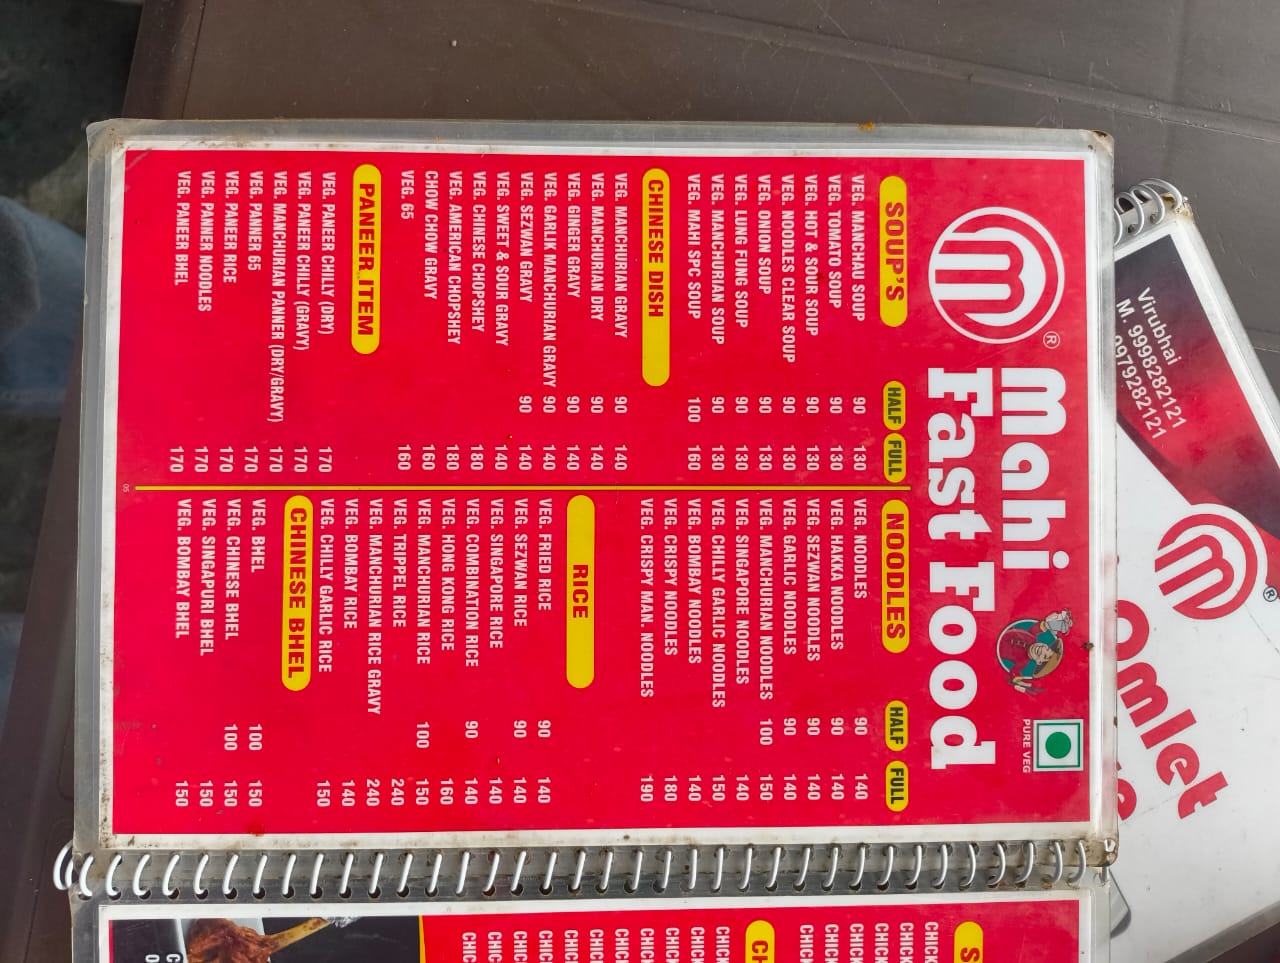 M ®
Mahi
Fast Food
PURE VEG
SOUP'S HALF FULL
VEG. MANCHAU SOUP 90 130
VEG. TOMATO SOUP 90 130
VEG. HOT & SOUR SOUP 90 130
VEG. NOODLES CLEAR SOUP 90 130
VEG. ONION SOUP 90 130
VEG. LUNG FUNG SOUP 90 130
VEG. MANCHURIAN SOUP 90 130
VEG. MAHI SPC SOUP 100 160
CHINESE DISH
VEG. MANCHURIAN GRAVY 90 140
VEG. MANCHURIAN DRY 90 140
VEG. GINGER GRAVY 90 140
VEG. GARLIK MANCHURIAN GRAVY 90 140
VEG. SEZWAN GRAVY 90 140
VEG. SWEET & SOUR GRAVY 140
VEG. CHINESE CHOPSHEY 180
VEG. AMERICAN CHOPSHEY 180
CHOW CHOW GRAVY 160
VEG. 65 160
PANEER ITEM
VEG. PANEER CHILLY (DRY) 170
VEG. PANEER CHILLY (GRAVY) 170
VEG. MANCHURIAN PANNER (DRY/GRAVY) 170
VEG. PANNER 65 170
VEG. PANEER RICE 170
VEG. PANNER NOODLES 170
VEG. PANEER BHEL 170
05
NOODLES HALF FULL
VEG. NOODLES 90 140
VEG. HAKKA NOODLES 90 140
VEG. SEZWAN NOODLES 90 140
VEG. GARLIC NOODLES 90 140
VEG. MANCHURIAN NOODLES 100 150
VEG. SINGAPORE NOODLES 140
VEG. CHILLY GARLIC NOODLES 150
VEG. BOMBAY NOODLES 140
VEG. CRISPY NOODLES 180
VEG. CRISPY MAN. NOODLES 190
RICE
VEG. FRIED RICE 90 140
VEG. SEZWAN RICE 90 140
VEG. SINGAPORE RICE 140
VEG. COMBINATION RICE 90 140
VEG. HONG KONG RICE 160
VEG. MANCHURIAN RICE 100 150
VEG. TRIPPEL RICE 240
VEG. MANCHURIAN RICE GRAVY 240
VEG. BOMBAY RICE 140
VEG. CHILLY GARLIC RICE 150
CHINESE BHEL
VEG. BHEL 100 150
VEG. CHINESE BHEL 100 150
VEG. SINGAPURI BHEL 150
VEG. BOMBAY BHEL 150
Virubhai
M. 9998282121
9979282121
M ®
Omlet